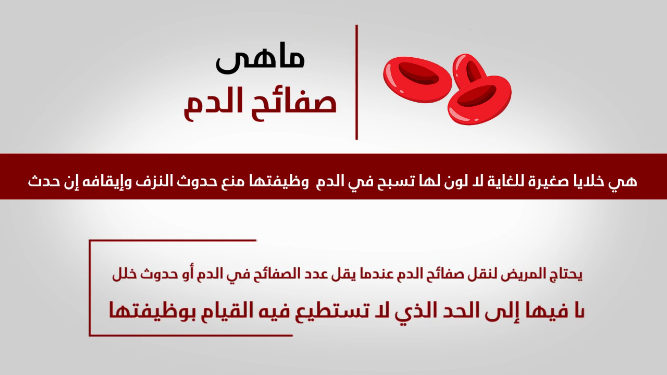 ماهى
صفائح الدم
هي خلايا صغيرة للغاية لا لون لها تسبح في الدم وظيفتها منع حدوث النزف وإيقافه إن حدث
يحتاج المريض لنقل صفائح الدم عندما يقل عدد الصفائح في الدم أو حدوث خلل
فيها إلى الحد الذي لا تستطيع فيه القيام بوظيفتها